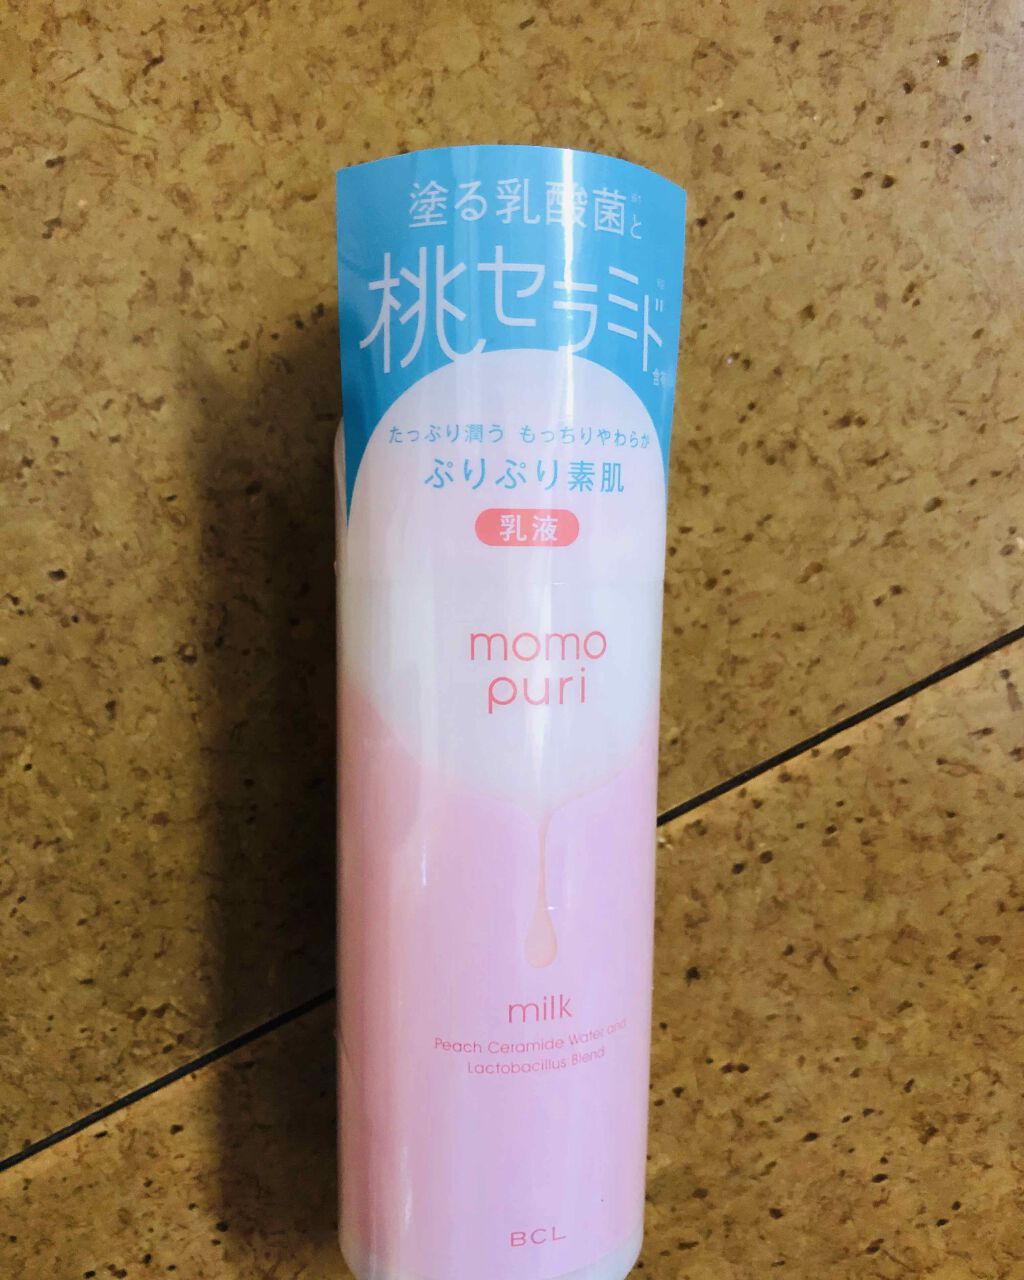 塗る乳酸菌と
桃セラミド
たっぷり潤う もっちりやわらか
ぷりぷり素肌
乳液
momo
puri
milk
Peach Ceramide Water and
Lactobacillus Blend
BCL